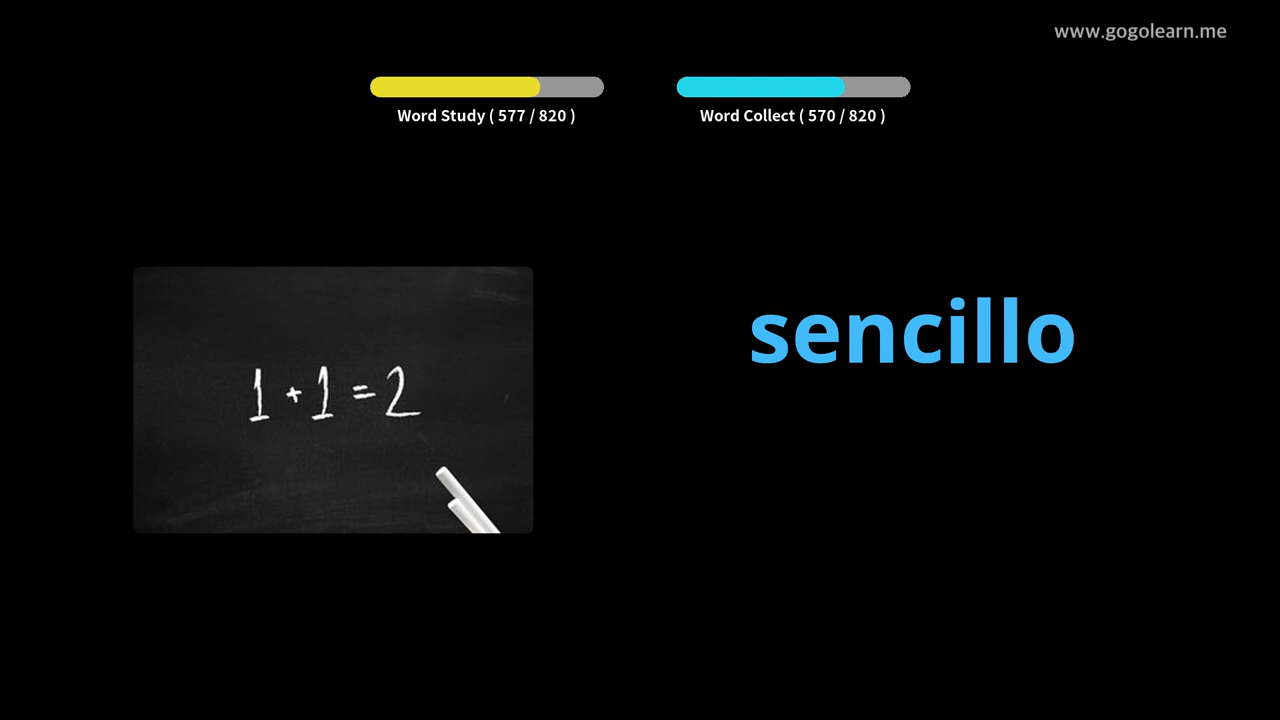 www.gogolearn.me
Word Study ( 577 / 820 )
Word Collect ( 570 / 820 )
sencillo
1 + 1 = 2